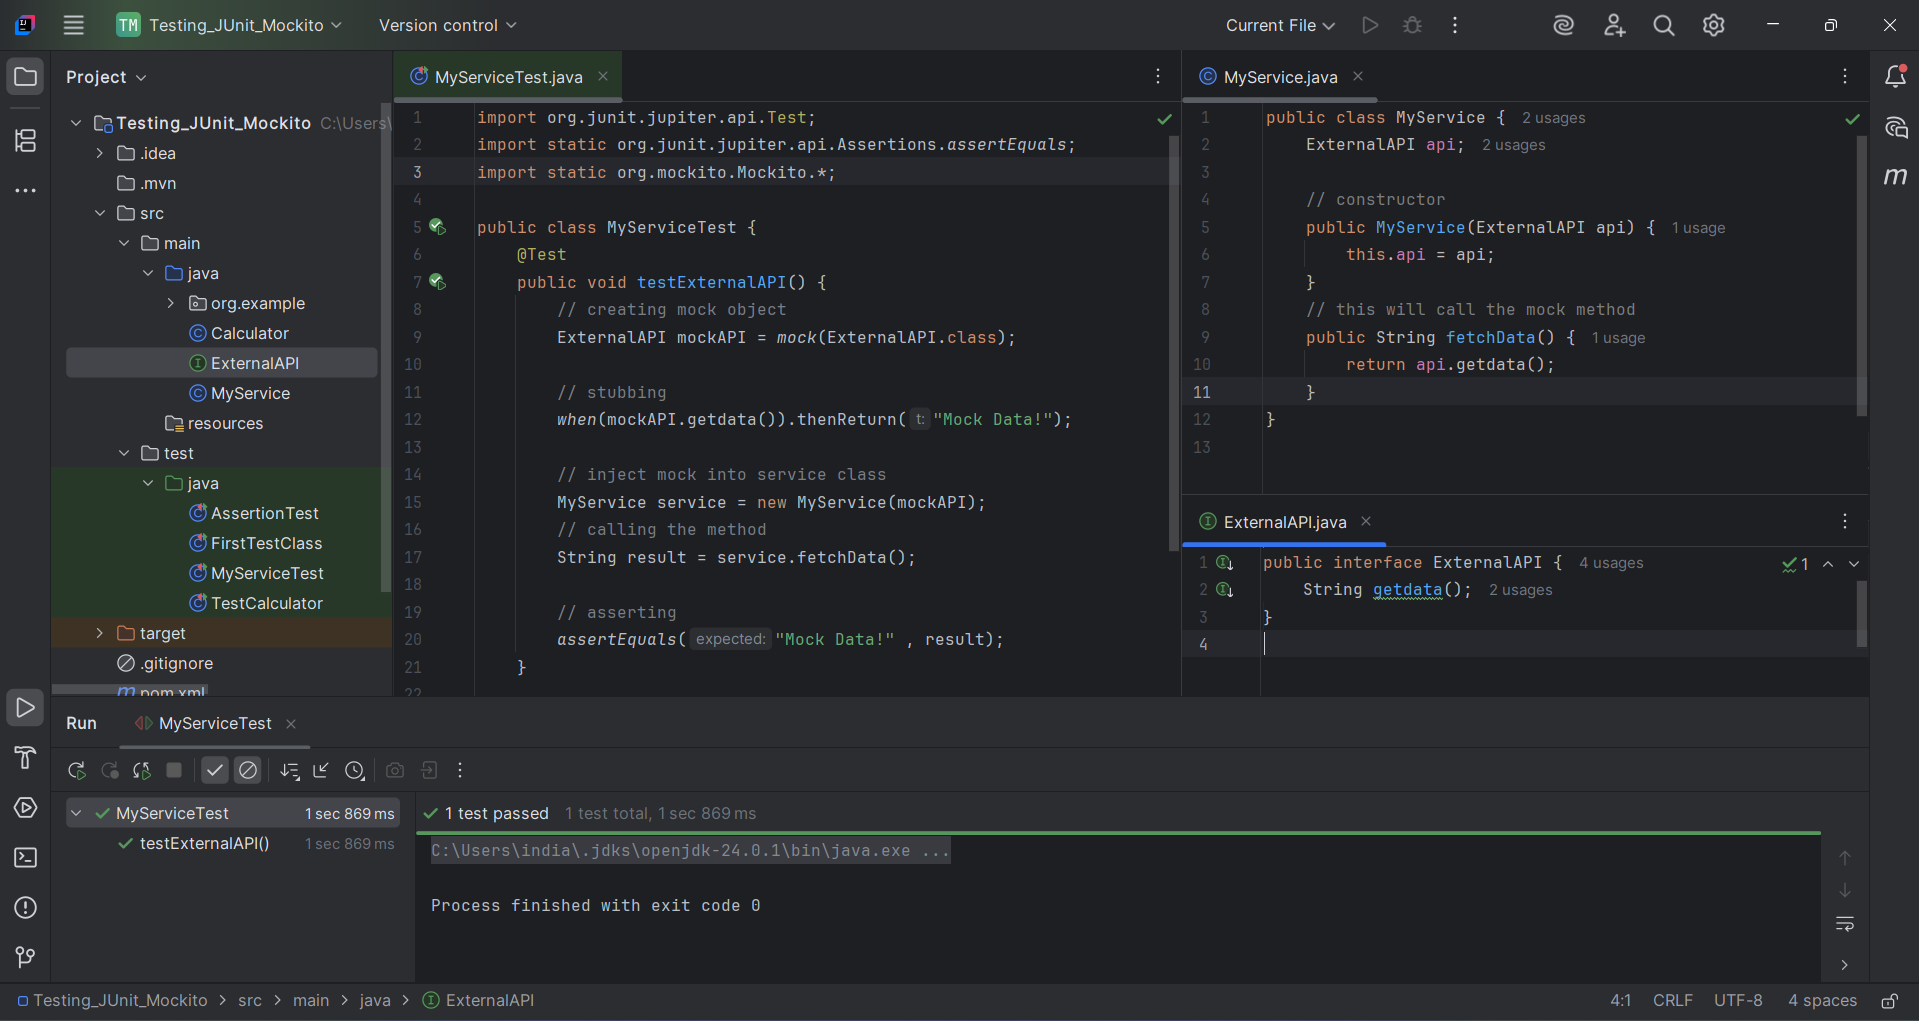 TM Testing_JUnit_Mockito Version control Current File
Project
Testing_JUnit_Mockito C:\Users\
.idea
.mvn
src
main
java
org.example
Calculator
ExternalAPI
MyService
resources
test
java
AssertionTest
FirstTestClass
MyServiceTest
TestCalculator
target
.gitignore
pom.xml
MyServiceTest.java
1 import org.junit.jupiter.api.Test;
2 import static org.junit.jupiter.api.Assertions.assertEquals;
3 import static org.mockito.Mockito.*;
4
5 public class MyServiceTest {
6 @Test
7 public void testExternalAPI() {
8 // creating mock object
9 ExternalAPI mockAPI = mock(ExternalAPI.class);
10
11 // stubbing
12 when(mockAPI.getdata()).thenReturn( t: "Mock Data!");
13
14 // inject mock into service class
15 MyService service = new MyService(mockAPI);
16 // calling the method
17 String result = service.fetchData();
18
19 // asserting
20 assertEquals( expected: "Mock Data!" , result);
21 }
22
MyService.java
1 public class MyService { 2 usages
2 ExternalAPI api; 2 usages
3
4 // constructor
5 public MyService(ExternalAPI api) { 1 usage
6 this.api = api;
7 }
8 // this will call the mock method
9 public String fetchData() { 1 usage
10 return api.getdata();
11 }
12 }
13
ExternalAPI.java
1 public interface ExternalAPI { 4 usages 1
2 String getdata(); 2 usages
3 }
4
Run MyServiceTest
MyServiceTest 1 sec 869 ms
testExternalAPI() 1 sec 869 ms
1 test passed 1 test total, 1 sec 869 ms
C:\Users\india\.jdks\openjdk-24.0.1\bin\java.exe ...
Process finished with exit code 0
Testing_JUnit_Mockito > src > main > java > ExternalAPI 4:1 CRLF UTF-8 4 spaces